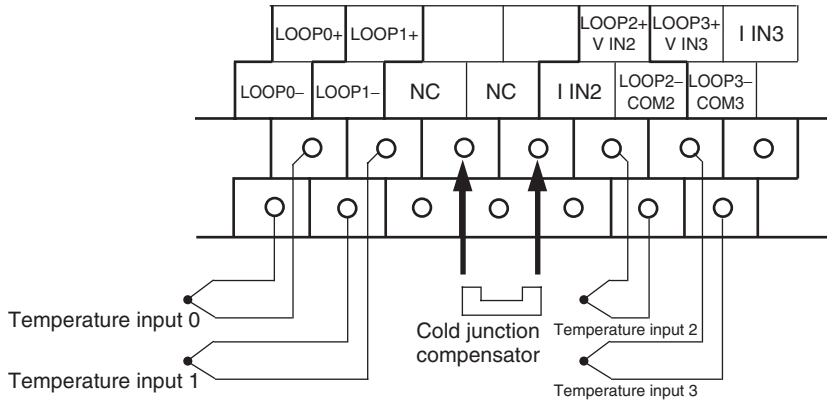 LOOP0+ LOOP1+ LOOP2+ V IN2 LOOP3+ V IN3 I IN3
LOOP0– LOOP1– NC NC I IN2 LOOP2– COM2 LOOP3– COM3
Temperature input 0
Cold junction
compensator
Temperature input 2
Temperature input 1
Temperature input 3